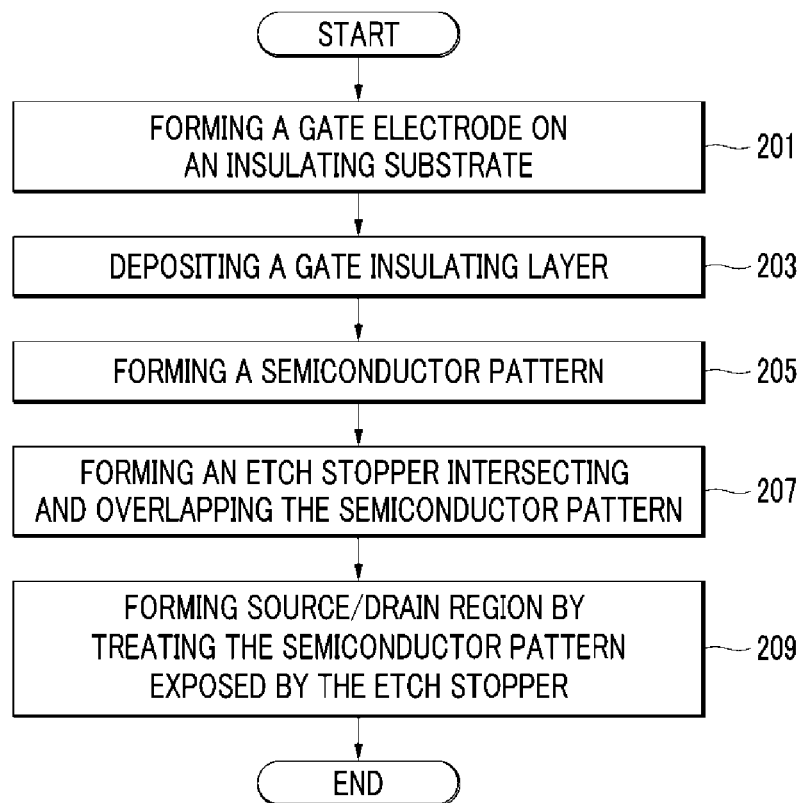 START
FORMING A GATE ELECTRODE ON
AN INSULATING SUBSTRATE
201
DEPOSITING A GATE INSULATING LAYER
203
FORMING A SEMICONDUCTOR PATTERN
205
FORMING AN ETCH STOPPER INTERSECTING
AND OVERLAPPING THE SEMICONDUCTOR PATTERN
207
FORMING SOURCE/DRAIN REGION BY
TREATING THE SEMICONDUCTOR PATTERN
EXPOSED BY THE ETCH STOPPER
209
END